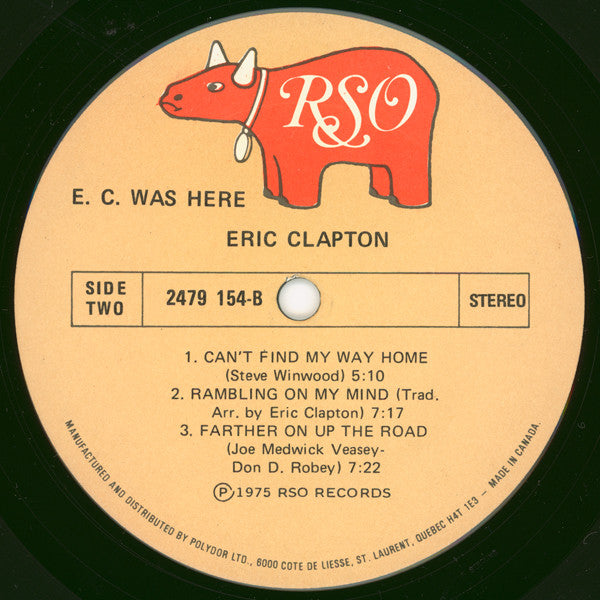 RSO
E. C. WAS HERE
ERIC CLAPTON
SIDE TWO
2479 154-B
STEREO
1. CAN'T FIND MY WAY HOME
(Steve Winwood) 5:10
2. RAMBLING ON MY MIND (Trad.
Arr. by Eric Clapton) 7:17
3. FARTHER ON UP THE ROAD
(Joe Medwick Veasey-
Don D. Robey) 7:22
Ⓟ1975 RSO RECORDS
MANUFACTURED AND DISTRIBUTED BY POLYDOR LTD., 6000 COTE DE LIESSE, ST. LAURENT, QUEBEC H4T 1E3 – MADE IN CANADA.